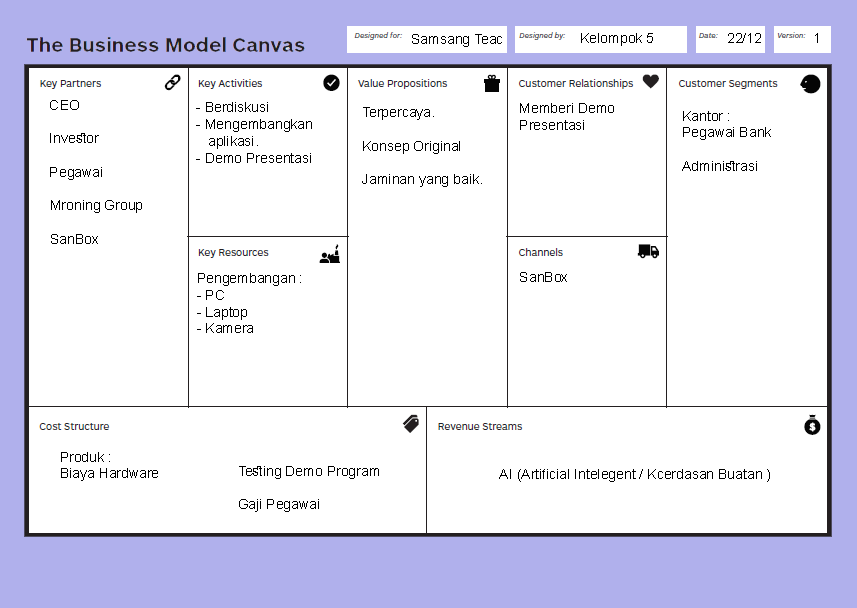 The Business Model Canvas
Designed for:
Samsang Teac
Designed by:
Kelompok 5
Date:
22/12
Version:
1
Key Partners
CEO
Investor
Pegawai
Mroning Group
SanBox
Key Activities
- Berdiskusi
- Mengembangkan
aplikasi.
- Demo Presentasi
Key Resources
Pengembangan :
- PC
- Laptop
- Kamera
Value Propositions
Terpercaya.
Konsep Original
Jaminan yang baik.
Customer Relationships
Memberi Demo
Presentasi
Channels
SanBox
Customer Segments
Kantor :
Pegawai Bank
Administrasi
Cost Structure
Produk :
Biaya Hardware
Testing Demo Program
Gaji Pegawai
Revenue Streams
AI (Artificial Intelegent / Kcerdasan Buatan )